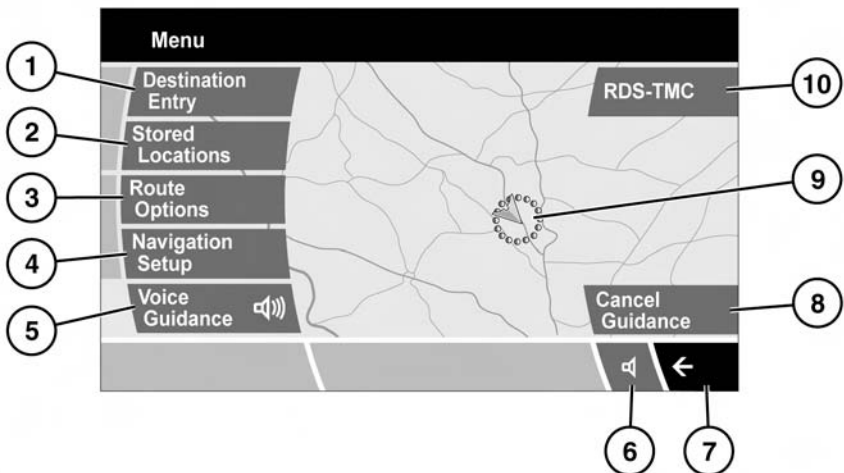 Menu
1
Destination
Entry
2
Stored
Locations
3
Route
Options
4
Navigation
Setup
5
Voice
Guidance
RDS-TMC
10
9
Cancel
Guidance
8
6
7